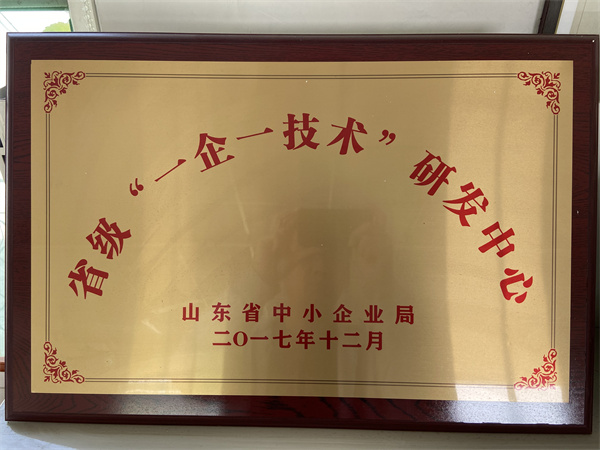 省级“一企一技术”研发中心
山东省中小企业局
二〇一七年十二月